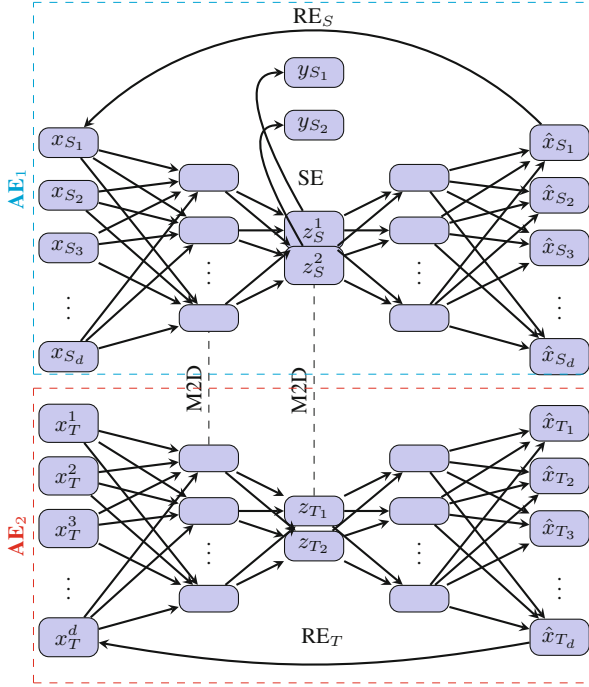 RE_S
y_{S_1}
y_{S_2}
x_{S_1}
x_{S_2}
x_{S_3}
⋮
x_{S_d}
AE_1
⋮
SE
z_S^1
z_S^2
⋮
x̂_{S_1}
x̂_{S_2}
x̂_{S_3}
⋮
x̂_{S_d}
M2D
M2D
x_T^1
x_T^2
x_T^3
⋮
x_T^d
AE_2
⋮
z_{T_1}
z_{T_2}
⋮
x̂_{T_1}
x̂_{T_2}
x̂_{T_3}
⋮
x̂_{T_d}
RE_T